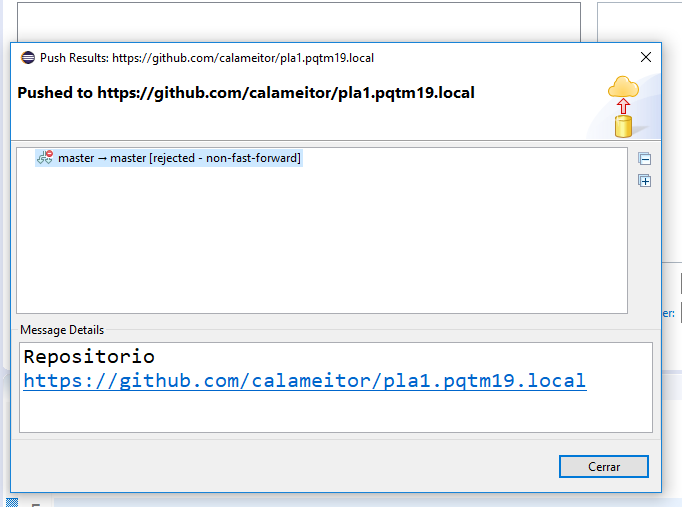 Push Results: https://github.com/calameitor/pla1.pqtm19.local
Pushed to https://github.com/calameitor/pla1.pqtm19.local
master → master [rejected - non-fast-forward]
er:
Message Details
Repositorio
https://github.com/calameitor/pla1.pqtm19.local
Cerrar